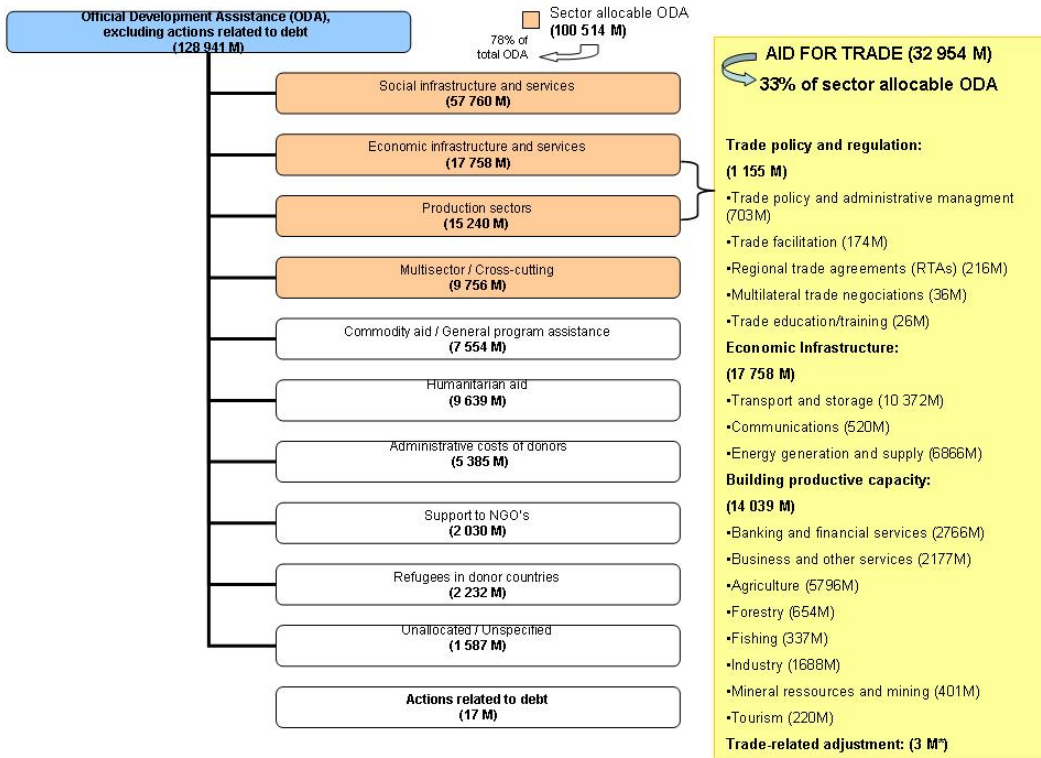 Official Development Assistance (ODA),
excluding actions related to debt
(128 941 M)
Sector allocable ODA
(100 514 M)
78% of
total ODA
Social infrastructure and services
(57 760 M)
Economic infrastructure and services
(17 758 M)
Production sectors
(15 240 M)
Multisector / Cross-cutting
(9 756 M)
Commodity aid / General program assistance
(7 554 M)
Humanitarian aid
(9 639 M)
Administrative costs of donors
(5 385 M)
Support to NGO's
(2 030 M)
Refugees in donor countries
(2 232 M)
Unallocated / Unspecified
(1 587 M)
Actions related to debt
(17 M)
AID FOR TRADE (32 954 M)
33% of sector allocable ODA
Trade policy and regulation:
(1 155 M)
•Trade policy and administrative managment
(703M)
•Trade facilitation (174M)
•Regional trade agreements (RTAs) (216M)
•Multilateral trade negociations (36M)
•Trade education/training (26M)
Economic Infrastructure:
(17 758 M)
•Transport and storage (10 372M)
•Communications (520M)
•Energy generation and supply (6866M)
Building productive capacity:
(14 039 M)
•Banking and financial services (2766M)
•Business and other services (2177M)
•Agriculture (5796M)
•Forestry (654M)
•Fishing (337M)
•Industry (1688M)
•Mineral ressources and mining (401M)
•Tourism (220M)
Trade-related adjustment: (3 M*)